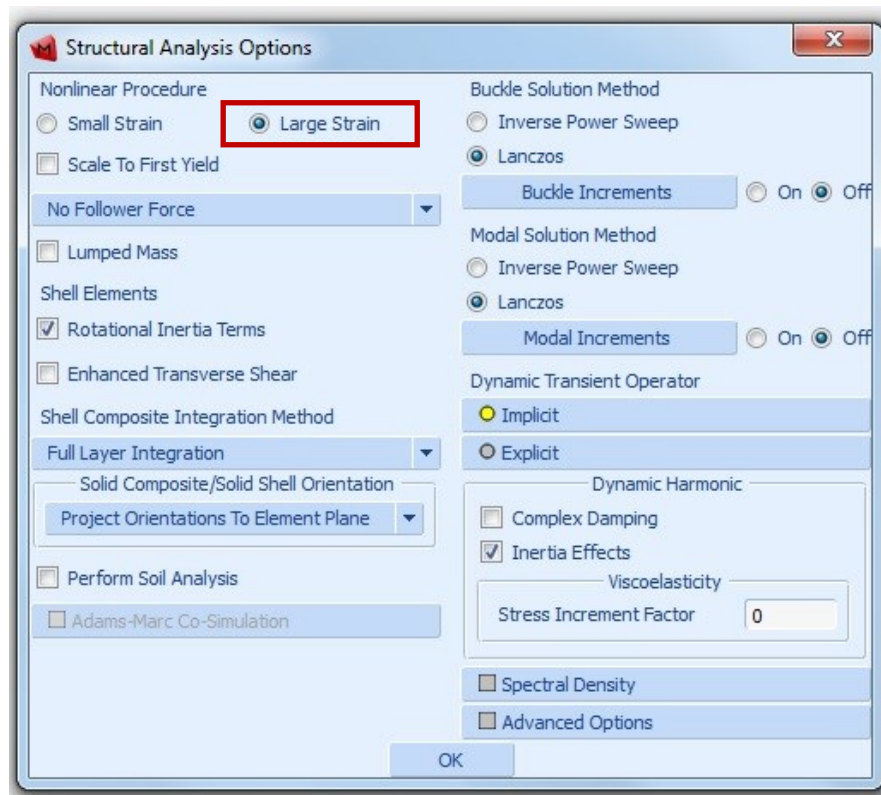 Structural Analysis Options
Nonlinear Procedure
Small Strain Large Strain
Scale To First Yield
No Follower Force
Lumped Mass
Shell Elements
Rotational Inertia Terms
Enhanced Transverse Shear
Shell Composite Integration Method
Full Layer Integration
Solid Composite/Solid Shell Orientation
Project Orientations To Element Plane
Perform Soil Analysis
Adams-Marc Co-Simulation
Buckle Solution Method
Inverse Power Sweep
Lanczos
Buckle Increments On Off
Modal Solution Method
Inverse Power Sweep
Lanczos
Modal Increments On Off
Dynamic Transient Operator
Implicit
Explicit
Dynamic Harmonic
Complex Damping
Inertia Effects
Viscoelasticity
Stress Increment Factor 0
Spectral Density
Advanced Options
OK